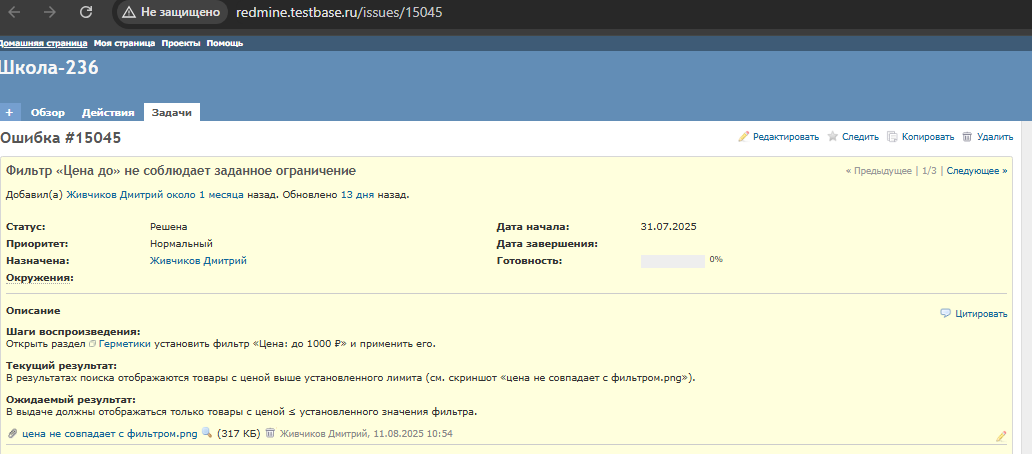 Не защищено redmine.testbase.ru/issues/15045
Домашняя страница Моя страница Проекты Помощь
Школа-236
+ Обзор Действия Задачи
Ошибка #15045
Редактировать Следить Копировать Удалить
Фильтр «Цена до» не соблюдает заданное ограничение
« Предыдущее | 1/3 | Следующее »
Добавил(а) Живчиков Дмитрий около 1 месяца назад. Обновлено 13 дня назад.
Статус: Решена Дата начала: 31.07.2025
Приоритет: Нормальный Дата завершения:
Назначена: Живчиков Дмитрий Готовность: 0%
Окружения:
Описание
Цитировать
Шаги воспроизведения:
Открыть раздел Герметики установить фильтр «Цена: до 1000 ₽» и применить его.
Текущий результат:
В результатах поиска отображаются товары с ценой выше установленного лимита (см. скриншот «цена не совпадает с фильтром.png»).
Ожидаемый результат:
В выдаче должны отображаться только товары с ценой ≤ установленного значения фильтра.
цена не совпадает с фильтром.png (317 КБ) Живчиков Дмитрий, 11.08.2025 10:54